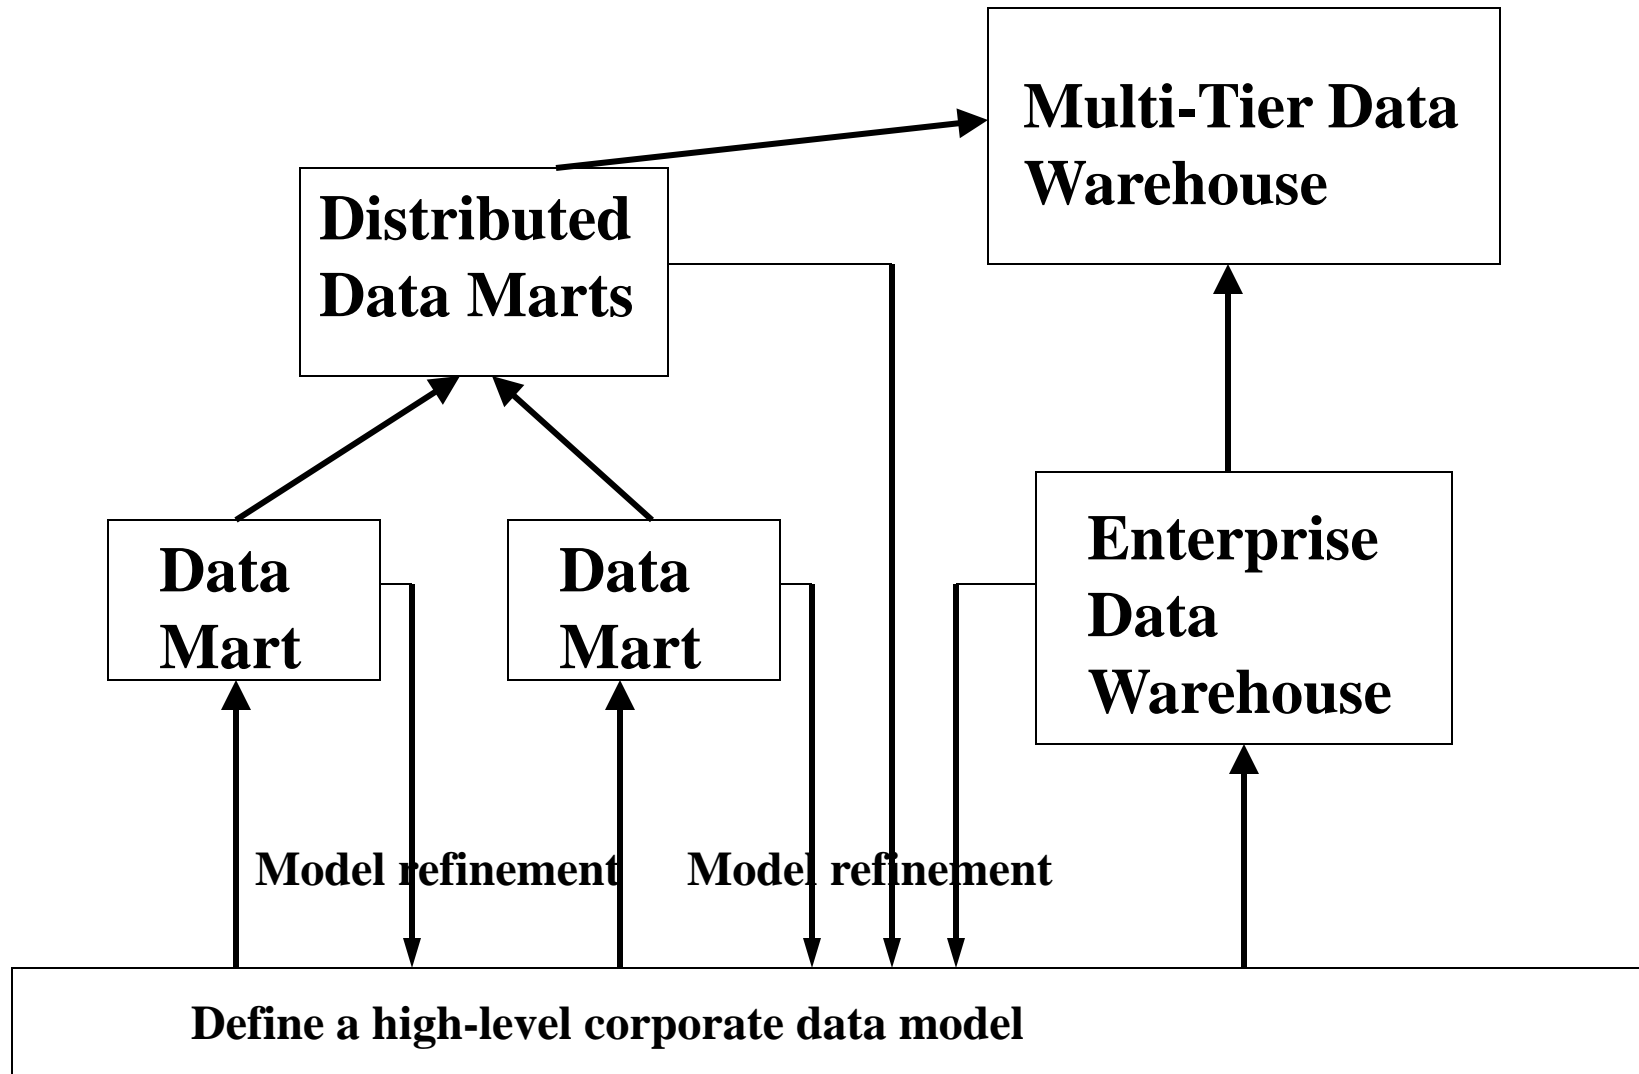 Multi-Tier Data
Warehouse
Distributed
Data Marts
Data
Mart
Data
Mart
Enterprise
Data
Warehouse
Model refinement
Model refinement
Define a high-level corporate data model